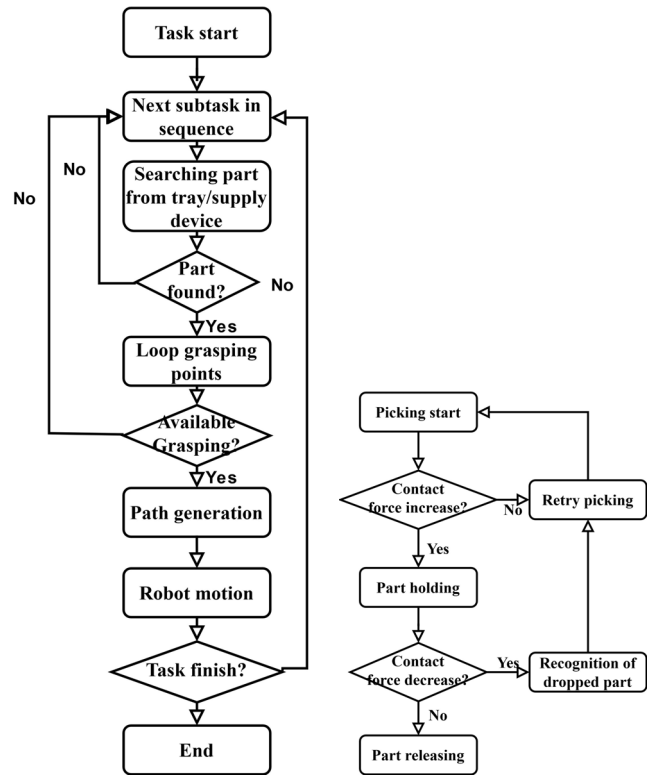 Task start
Next subtask in
sequence
No
No
Searching part
from tray/supply
device
Part
found?
No
Yes
Loop grasping
points
Available
Grasping?
Yes
Path generation
Robot motion
Task finish?
End
Picking start
Contact
force increase?
No
Retry picking
Yes
Part holding
Contact
force decrease?
Yes
Recognition of
dropped part
No
Part releasing